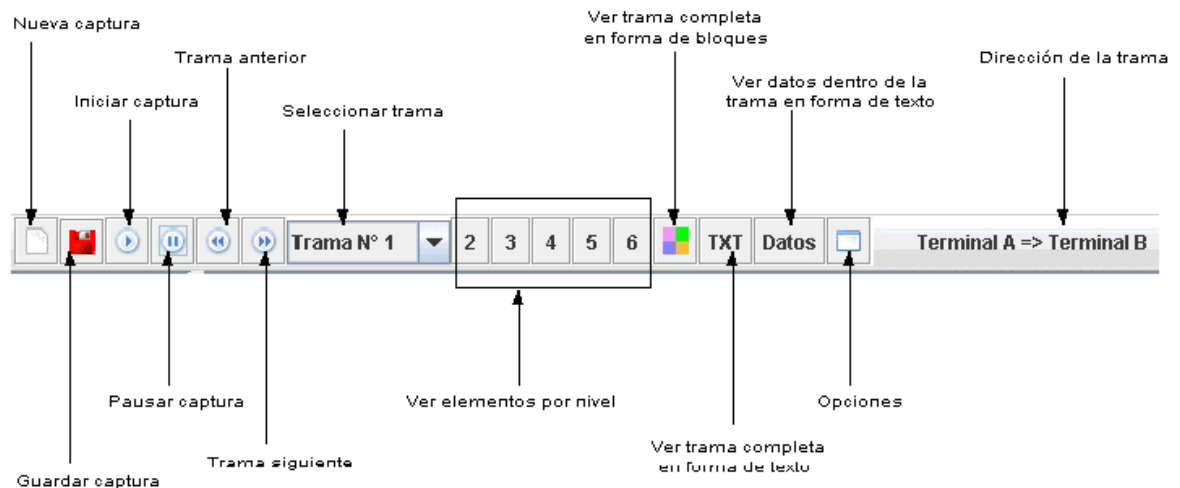 Nueva captura
Ver trama completa
en forma de bloques
Trama anterior
Dirección de la trama
Ver datos dentro de la
trama en forma de texto
Iniciar captura
Seleccionar trama
Trama N° 1
2
3
4
5
6
TXT
Datos
Terminal A => Terminal B
Pausar captura
Ver elementos por nivel
Opciones
Ver trama completa
en forma de texto
Trama siguiente
Guardar captura